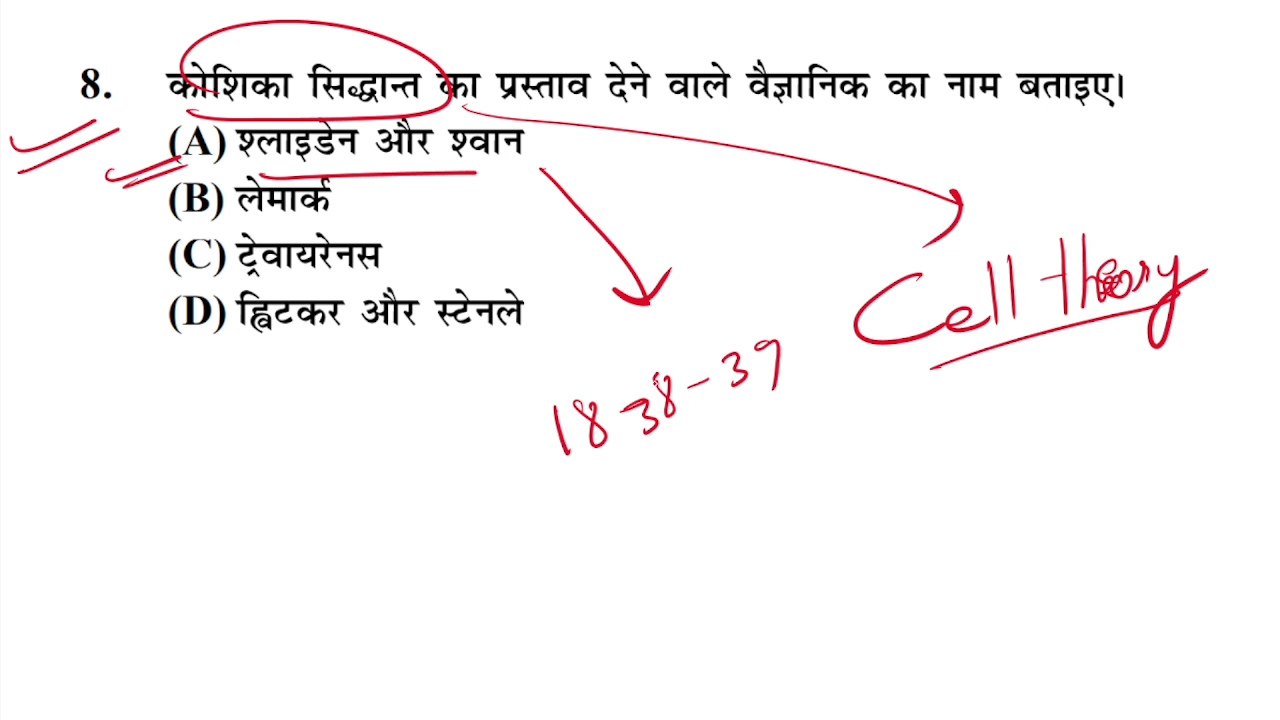 8. कोशिका सिद्धान्त का प्रस्ताव देने वाले वैज्ञानिक का नाम बताइए।
(A) श्लाइडेन और श्वान
(B) लेमार्क
(C) ट्रेवायरेनस
(D) ह्विटकर और स्टेनले
Cell theory
1838-39